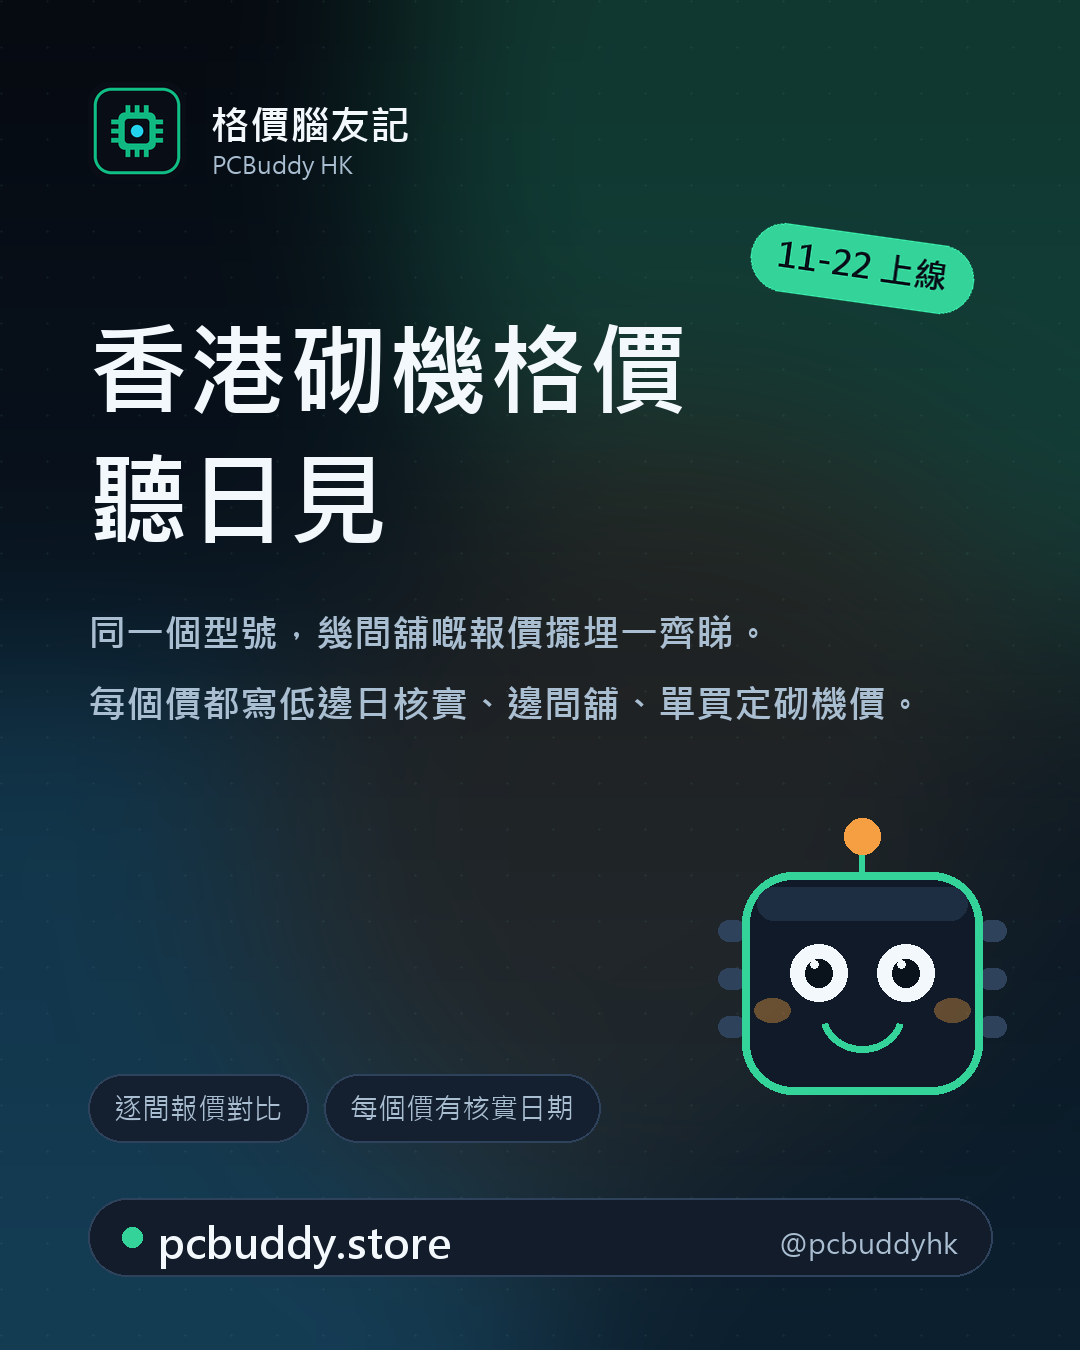 格價腦友記
PCBuddy HK
11-22 上線
香港砌機格價
聽日見
同一個型號，幾間舖嘅報價擺埋一齊睇。
每個價都寫低邊日核實、邊間舖、單買定砌機價。
逐間報價對比
每個價有核實日期
pcbuddy.store
@pcbuddyhk